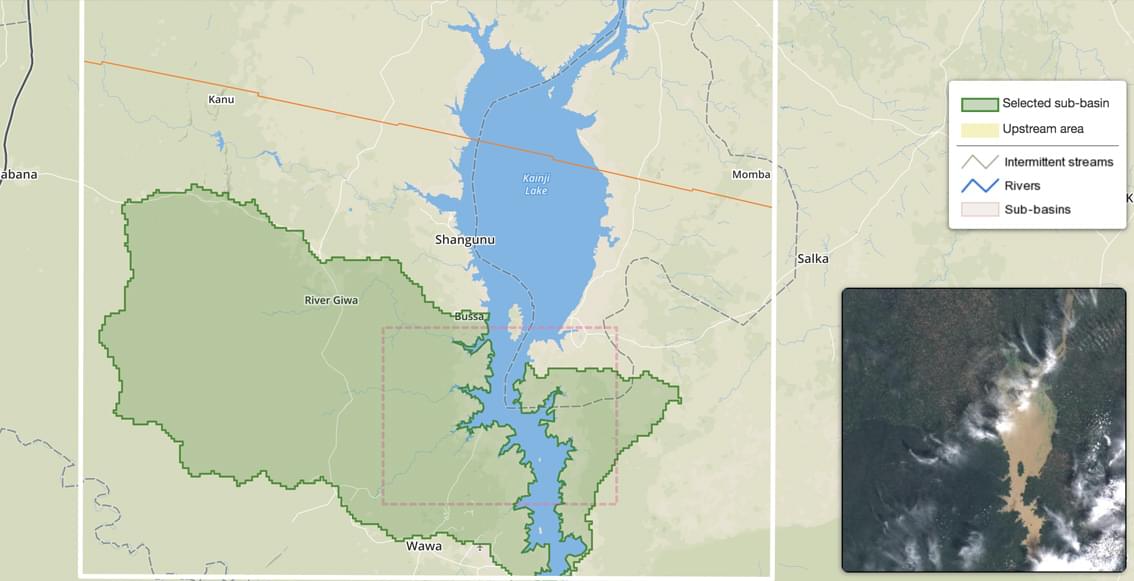 Kanu
Selected sub-basin
Upstream area
Intermittent streams
Rivers
Sub-basins
abana
Kainji
Lake
Momba
K
Shangunu
Salka
River Giwa
Bussa
Wawa